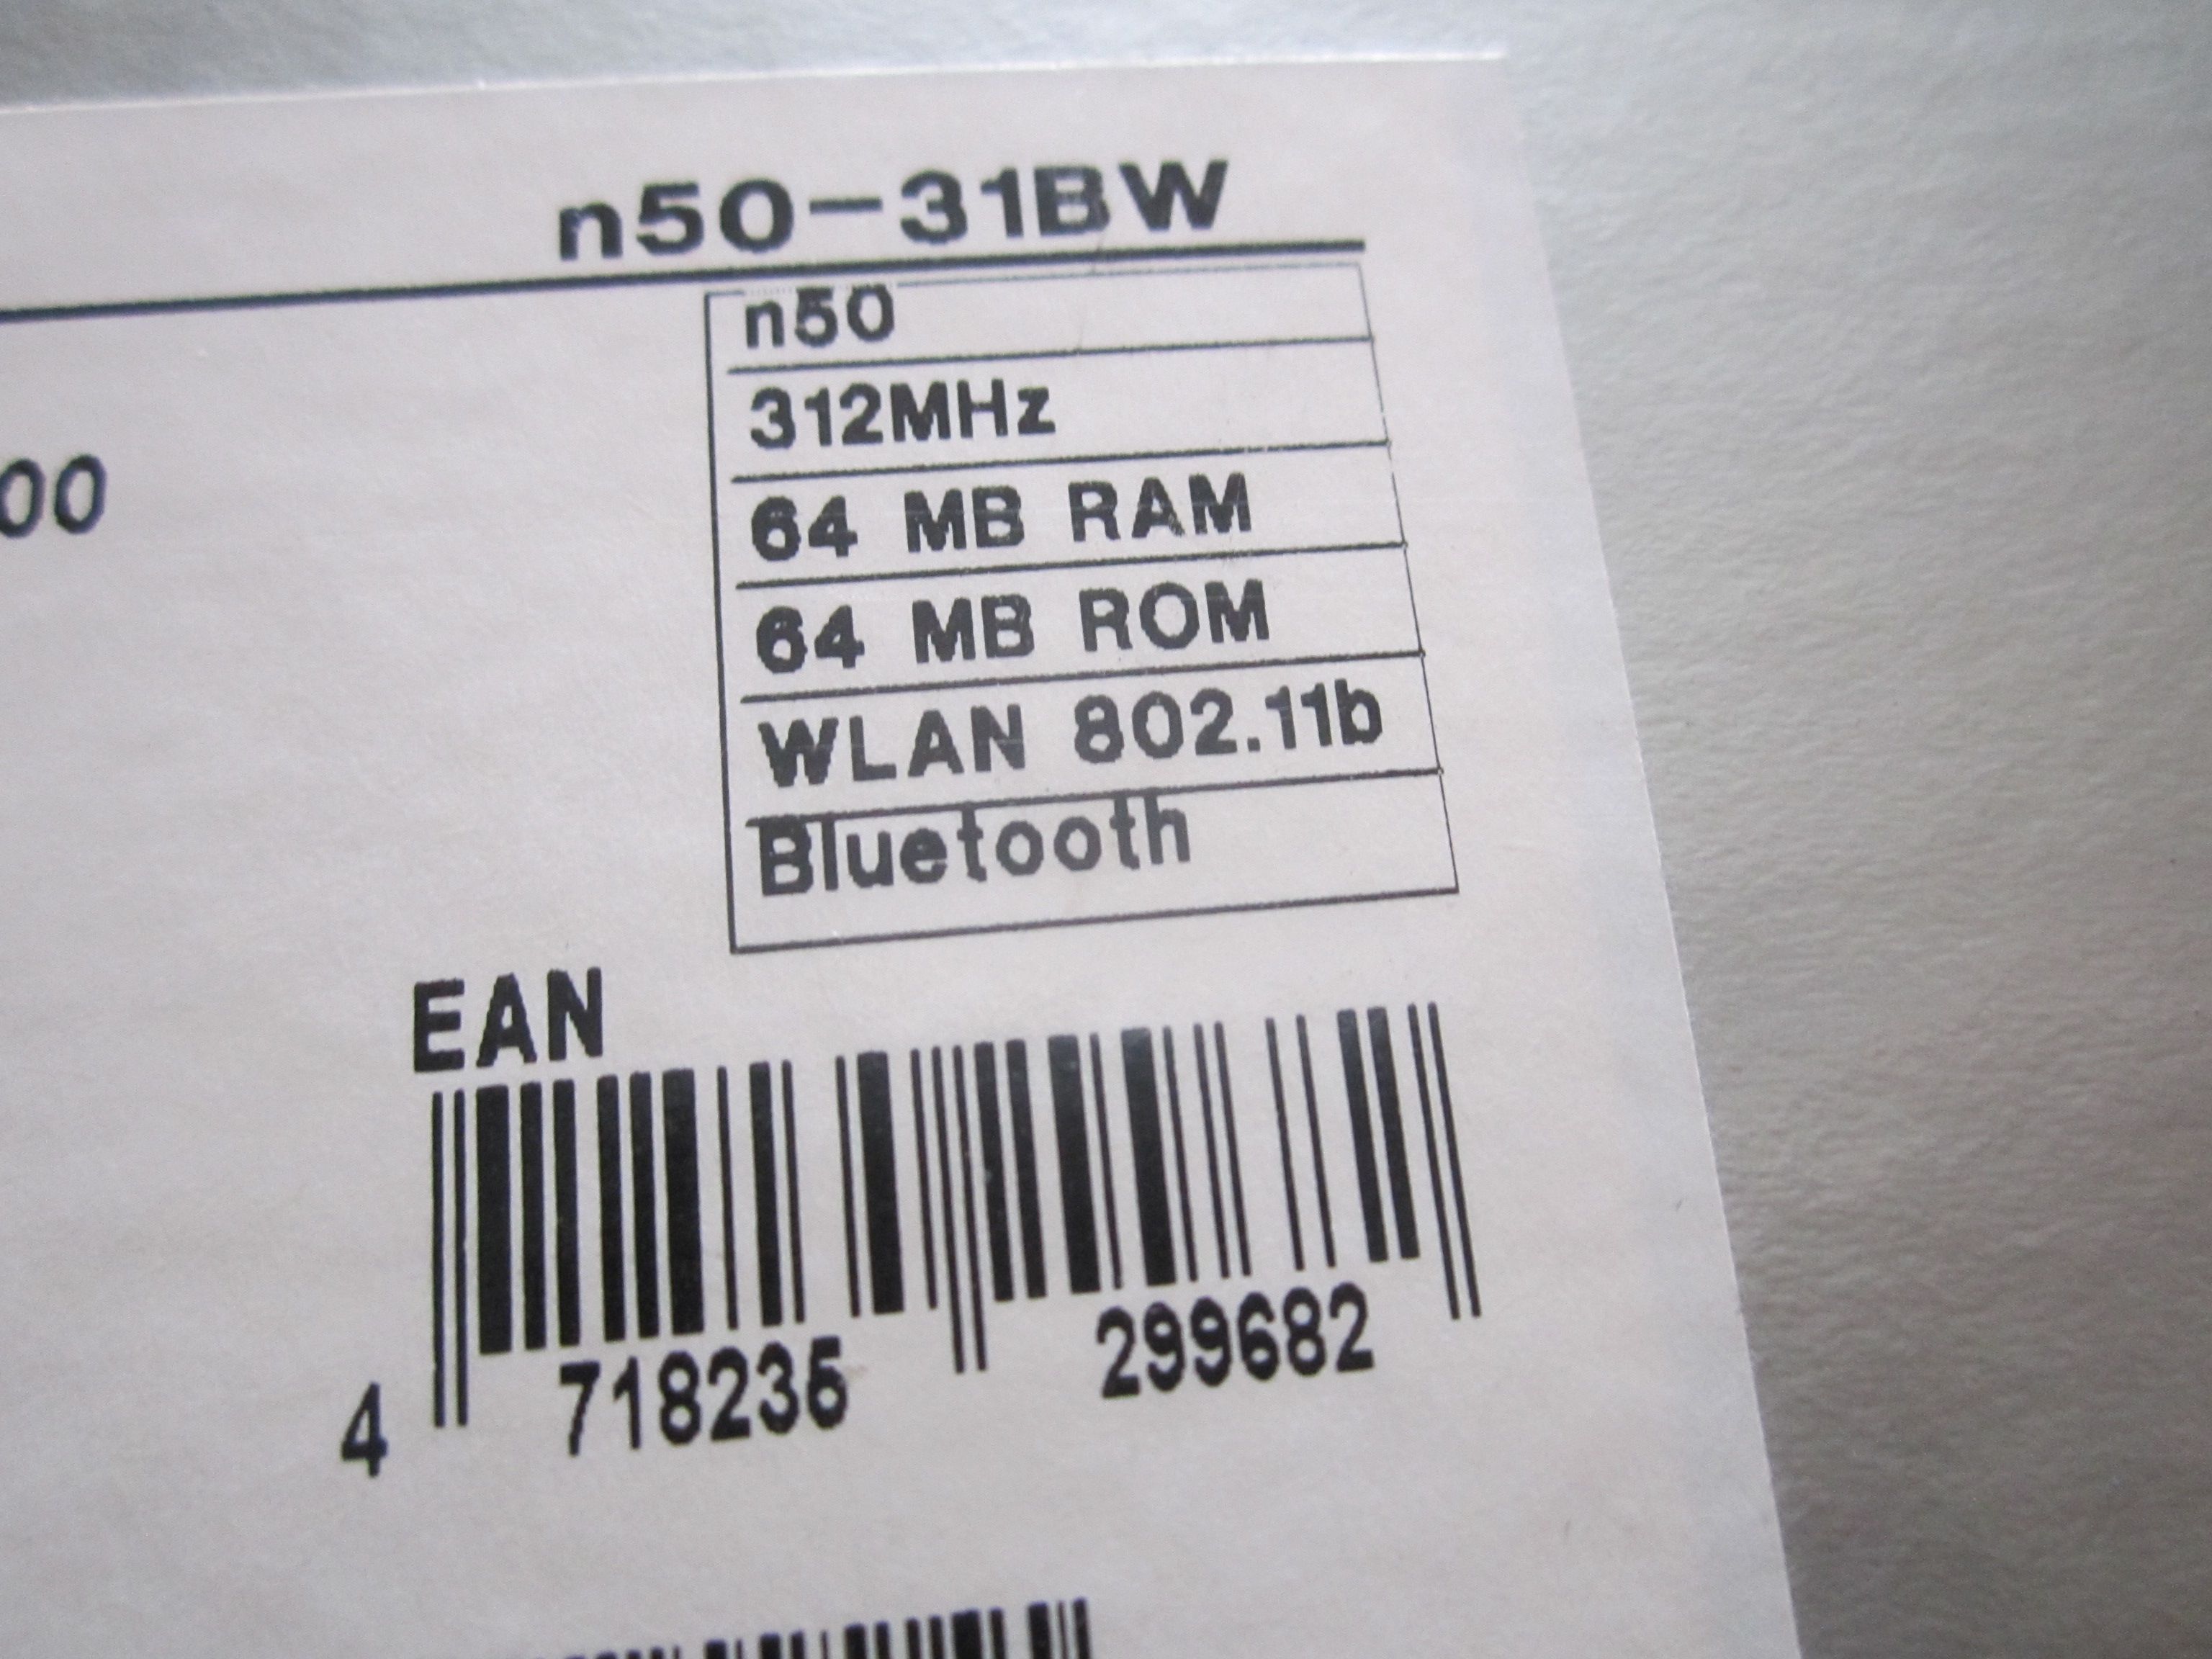 n50-31BW
n50
312MHz
00
64 MB RAM
64 MB ROM
WLAN 802.11b
Bluetooth
EAN
4 718235 299682